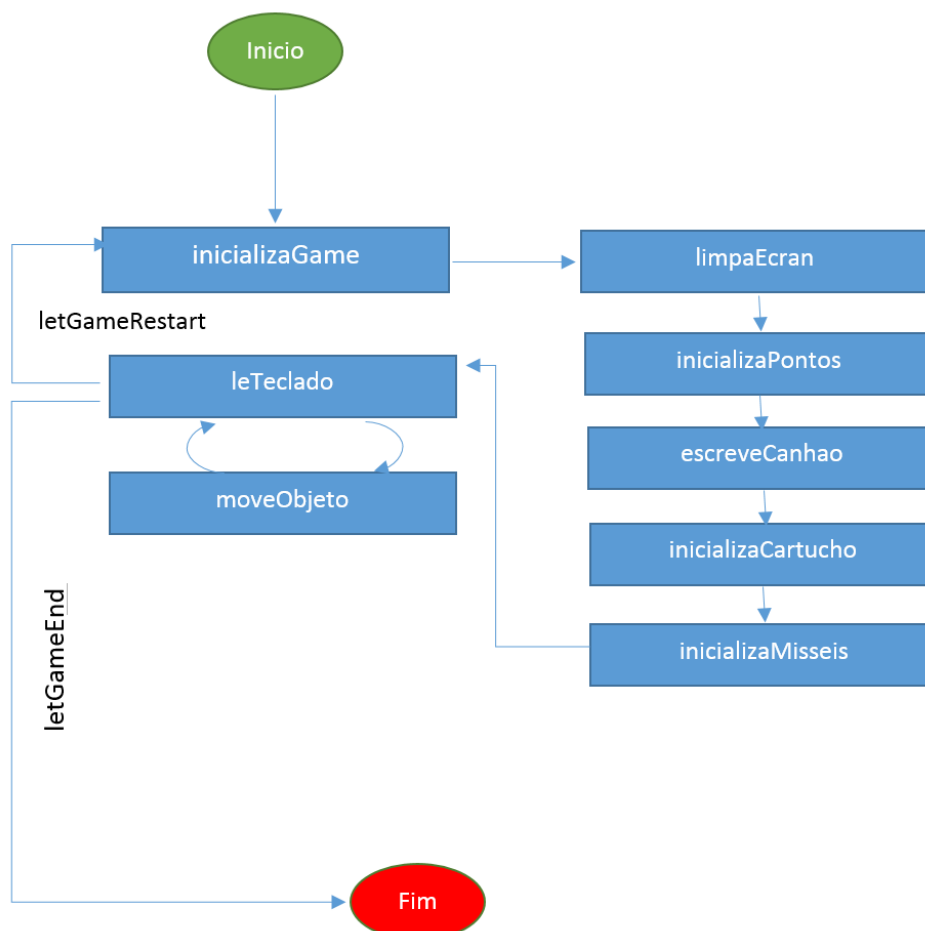 Inicio
inicializaGame
limpaEcran
letGameRestart
inicializaPontos
leTeclado
escreveCanhao
moveObjeto
inicializaCartucho
inicializaMisseis
letGameEnd
Fim